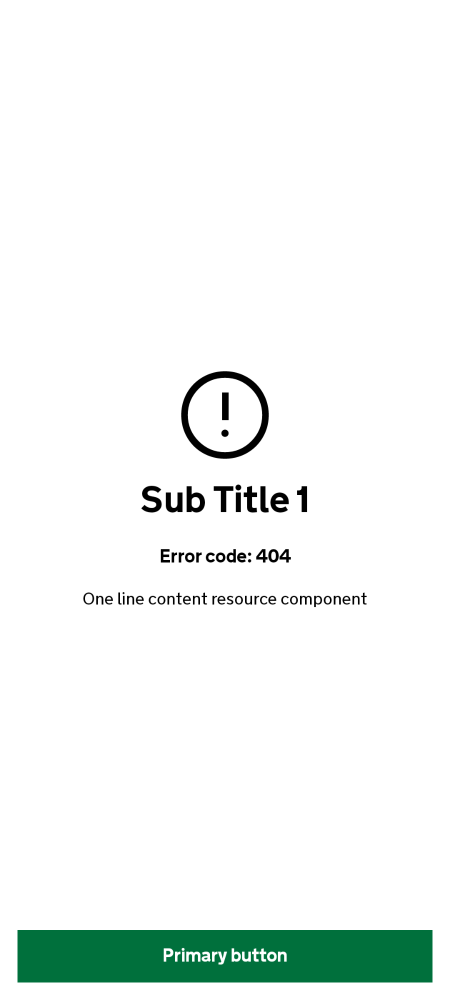 Sub Title 1
Error code: 404
One line content resource component
Primary button